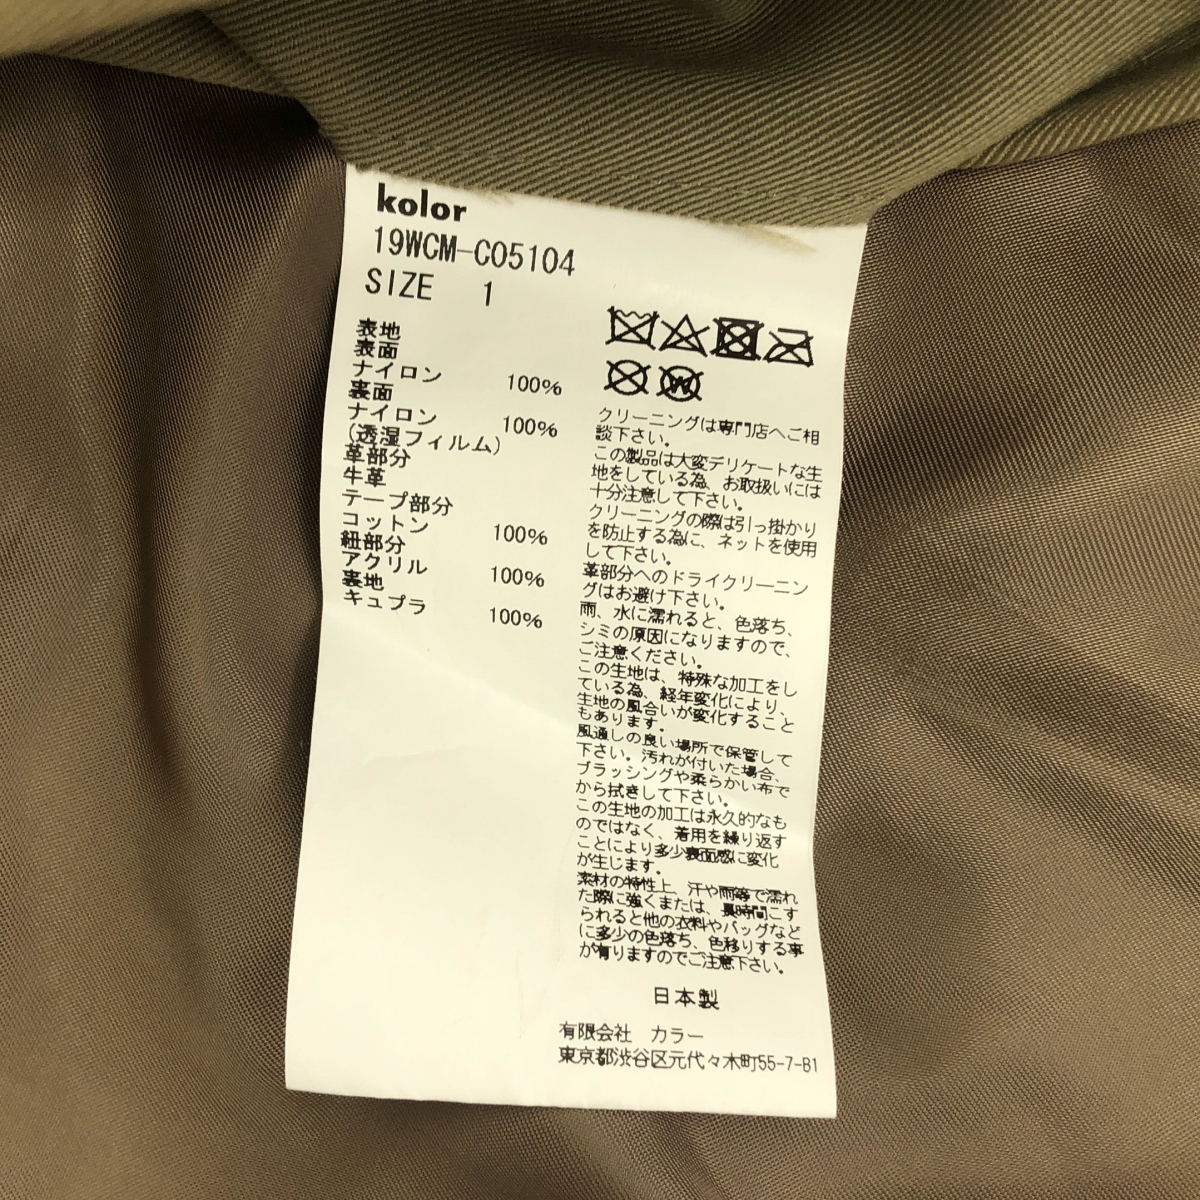 kolor
19WCM-C05104
SIZE 1
表地
表面
ナイロン 100%
裏面
ナイロン 100%
(透湿フィルム)
革部分
牛革
テープ部分
コットン 100%
紐部分
アクリル 100%
裏地
キュプラ 100%
W
クリーニングは専門店へご相
談下さい。
この製品は大変デリケートな生
地をしている為、お取扱いには
十分注意して下さい。
クリーニングの際は引っ掛かり
を防止する為に、ネットを使用
して下さい。
革部分へのドライクリーニン
グはお避け下さい。
雨、水に濡れると、色落ち、
シミの原因になりますので、
ご注意ください。
この生地は、特殊な加工をし
ている為、経年変化により、
生地の風合いが変化すること
もあります。
風通しの良い場所で保管して
下さい。汚れが付いた場合、
ブラッシングや柔らかい布で
から拭きして下さい。
この生地の加工は永久的なも
のではなく、着用を繰り返す
ことにより多少表面感に変化
が生じます。
素材の特性上、汗や雨等で濡れ
た際に強くまたは、長時間こす
られると他の衣料やバッグなど
に多少の色落ち、色移りする事
が有りますのでご注意下さい。
日本製
有限会社 カラー
東京都渋谷区元代々木町55-7-B1